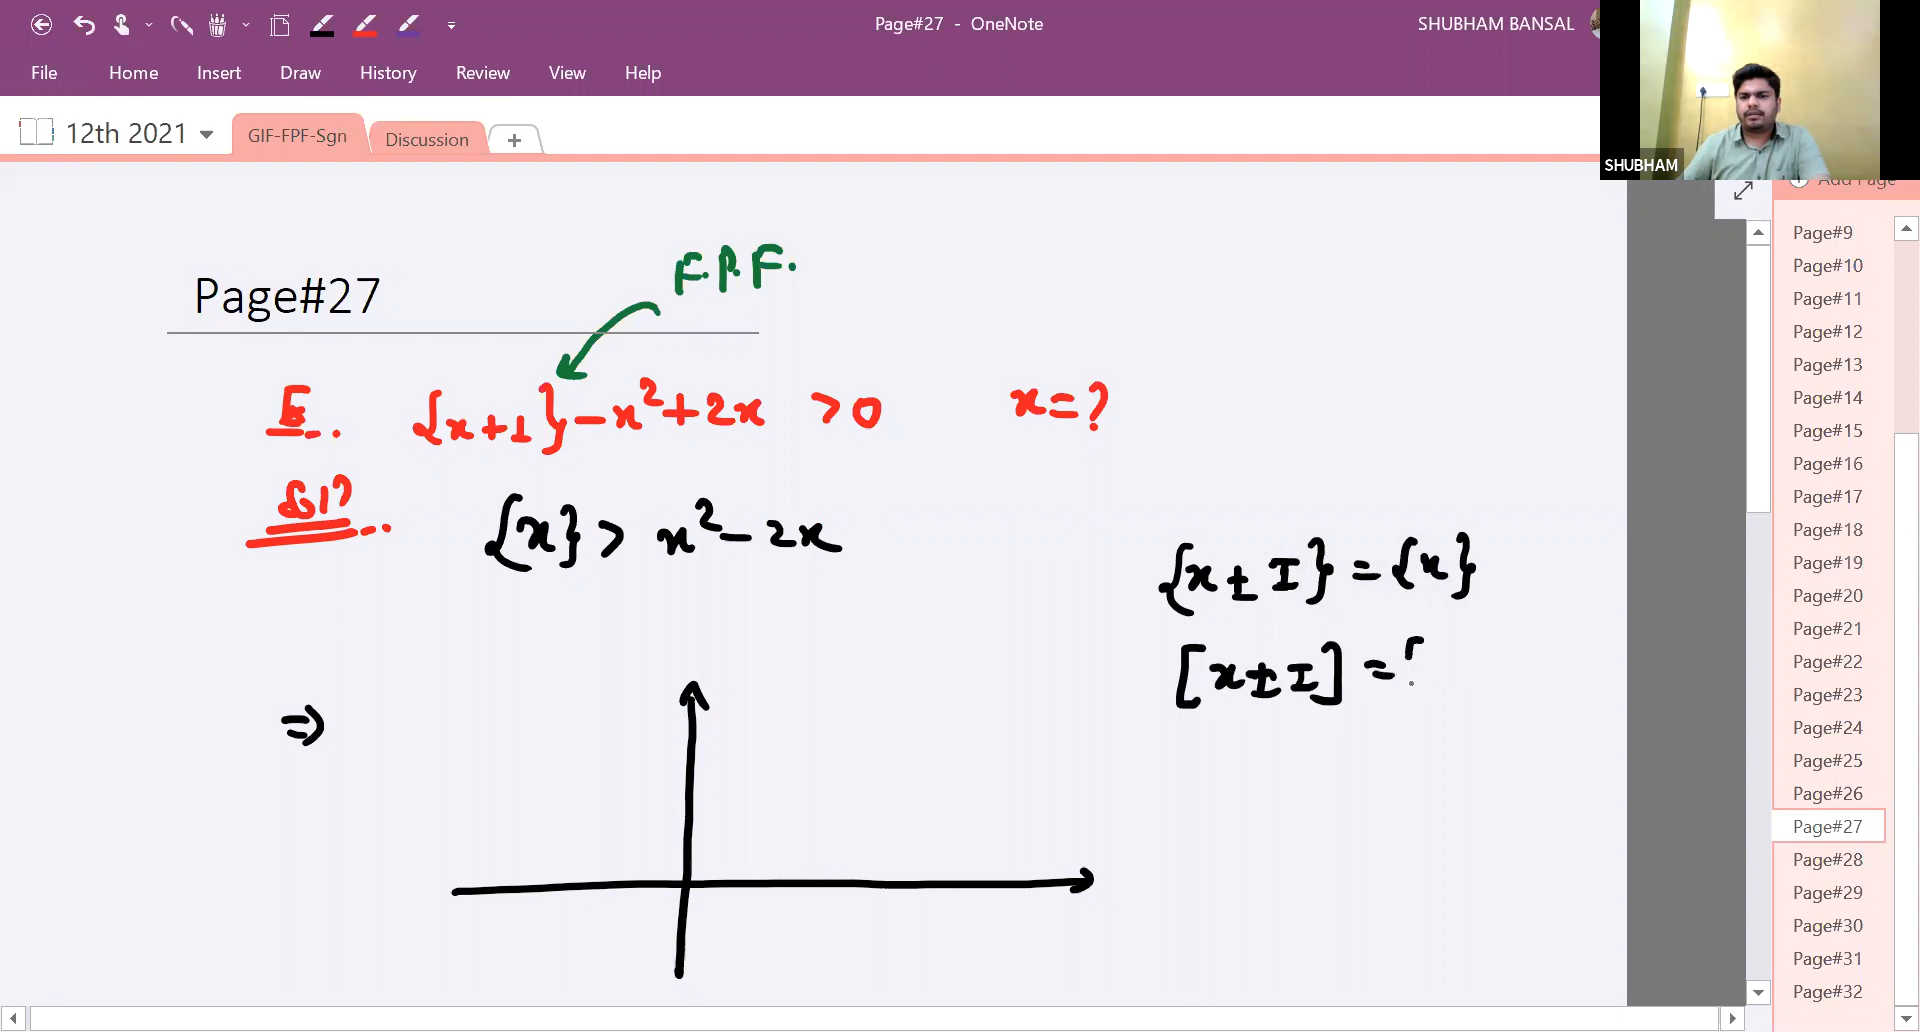 Page#27 - OneNote
SHUBHAM BANSAL
File Home Insert Draw History Review View Help
SHUBHAM
12th 2021
GIF-FPF-Sgn
Discussion
+
Add Page
Page#9
Page#10
Page#11
Page#12
Page#13
Page#14
Page#15
Page#16
Page#17
Page#18
Page#19
Page#20
Page#21
Page#22
Page#23
Page#24
Page#25
Page#26
Page#27
Page#28
Page#29
Page#30
Page#31
Page#32
F.P.F.
Page#27
{x+1}-x²+2x >0 x=?
{x} > x²-2x
{x ± I} = {x}
[x ± I] =
⇒